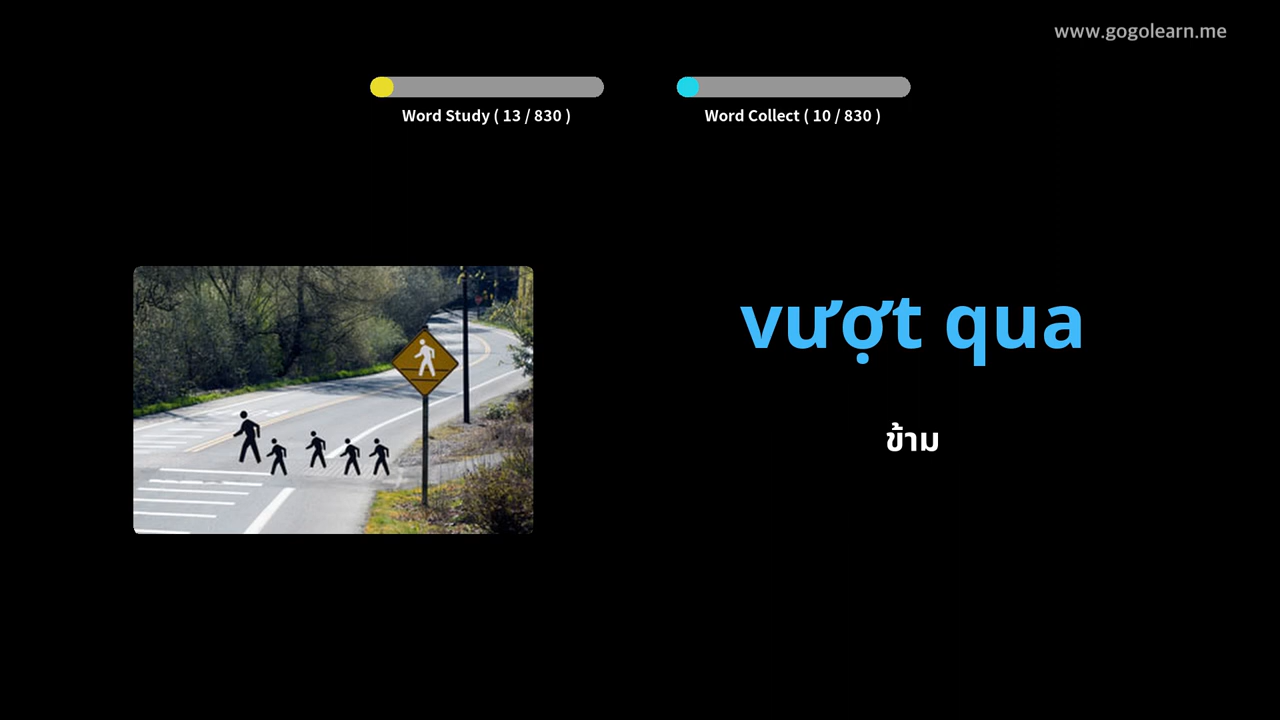 www.gogolearn.me
Word Study ( 13 / 830 )
Word Collect ( 10 / 830 )
vượt qua
ข้าม